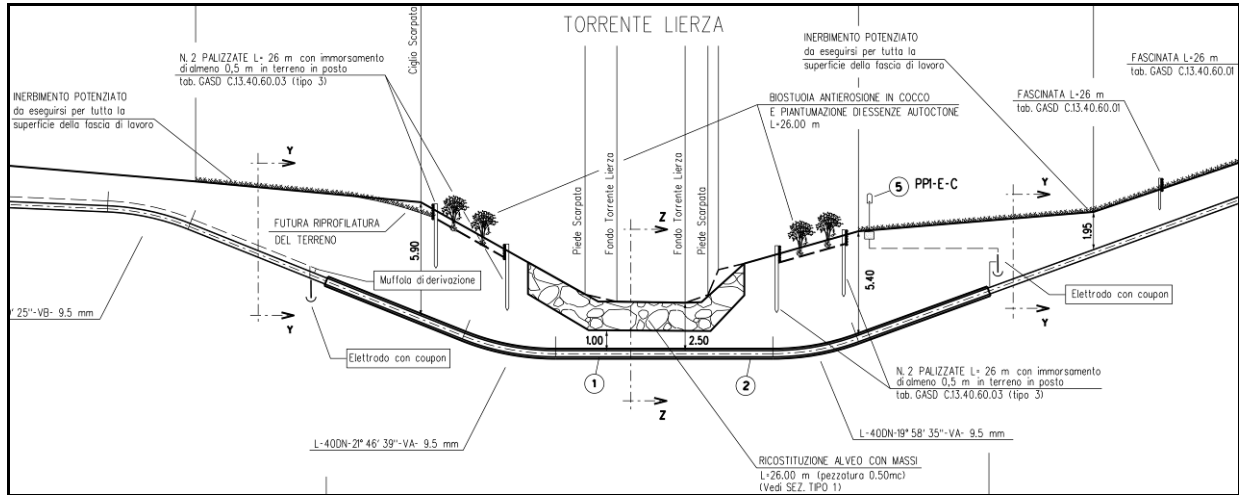 TORRENTE LIERZA
Ciglio Scarpata
N. 2 PALIZZATE L= 26 m con immorsamento
di almeno 0,5 m in terreno in posto
tab. GASD C.13.40.60.03 (tipo 3)
INERBIMENTO POTENZIATO
da eseguirsi per tutta la
superficie della fascia di lavoro
INERBIMENTO POTENZIATO
da eseguirsi per tutta la
superficie della fascia di lavoro
FASCINATA L=26 m
tab. GASD C.13.40.60.01
FASCINATA L=26 m
tab. GASD C.13.40.60.01
BIOSTUOIA ANTIEROSIONE IN COCCO
E PIANTUMAZIONE DI ESSENZE AUTOCTONE
L=26.00 m
Y
Y
Z
5
PP1-E-C
Piede Scarpata
Fondo Torrente Lierza
Fondo Torrente Lierza
Piede Scarpata
FUTURA RIPROFILATURA
DEL TERRENO
5.90
1.95
5.40
Muffola di derivazione
Elettrodo con coupon
25"-VB- 9.5 mm
Y
Y
Elettrodo con coupon
1.00
2.50
1
2
Z
N. 2 PALIZZATE L= 26 m con immorsamento
di almeno 0,5 m in terreno in posto
tab. GASD C.13.40.60.03 (tipo 3)
L-40DN-21° 46' 39"-VA- 9.5 mm
L-40DN-19° 58' 35"-VA- 9.5 mm
RICOSTITUZIONE ALVEO CON MASSI
L=26.00 m (pezzatura 0.50mc)
(Vedi SEZ. TIPO 1)